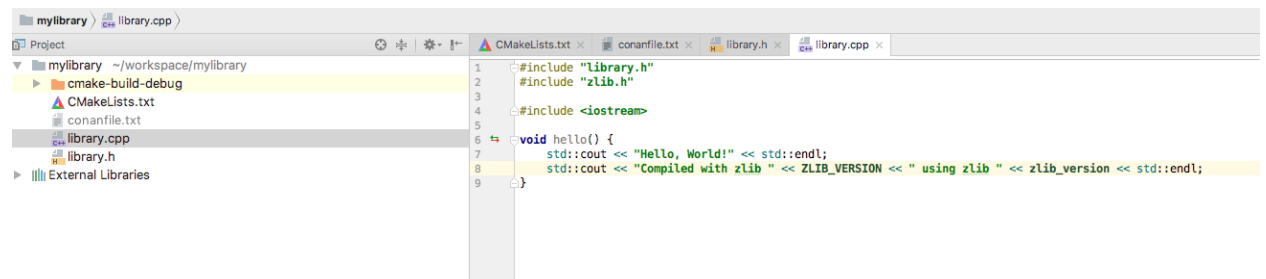 mylibrary library.cpp
Project
CMakeLists.txt conanfile.txt library.h library.cpp
mylibrary ~/workspace/mylibrary
cmake-build-debug
CMakeLists.txt
conanfile.txt
library.cpp
library.h
External Libraries
1 #include "library.h"
2 #include "zlib.h"
3
4 #include <iostream>
5
6 void hello() {
7 std::cout << "Hello, World!" << std::endl;
8 std::cout << "Compiled with zlib " << ZLIB_VERSION << " using zlib " << zlib_version << std::endl;
9 }